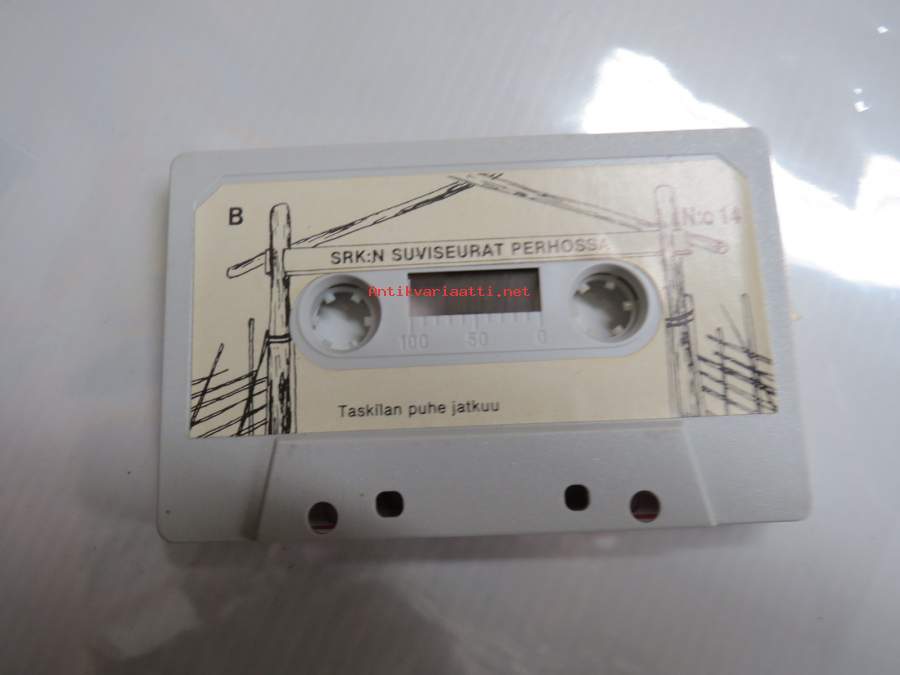 B
N:o 14
SRK:N SUVISEURAT PERHOSSA
Antikvariaatti.net
100 50 0
Taskilan puhe jatkuu